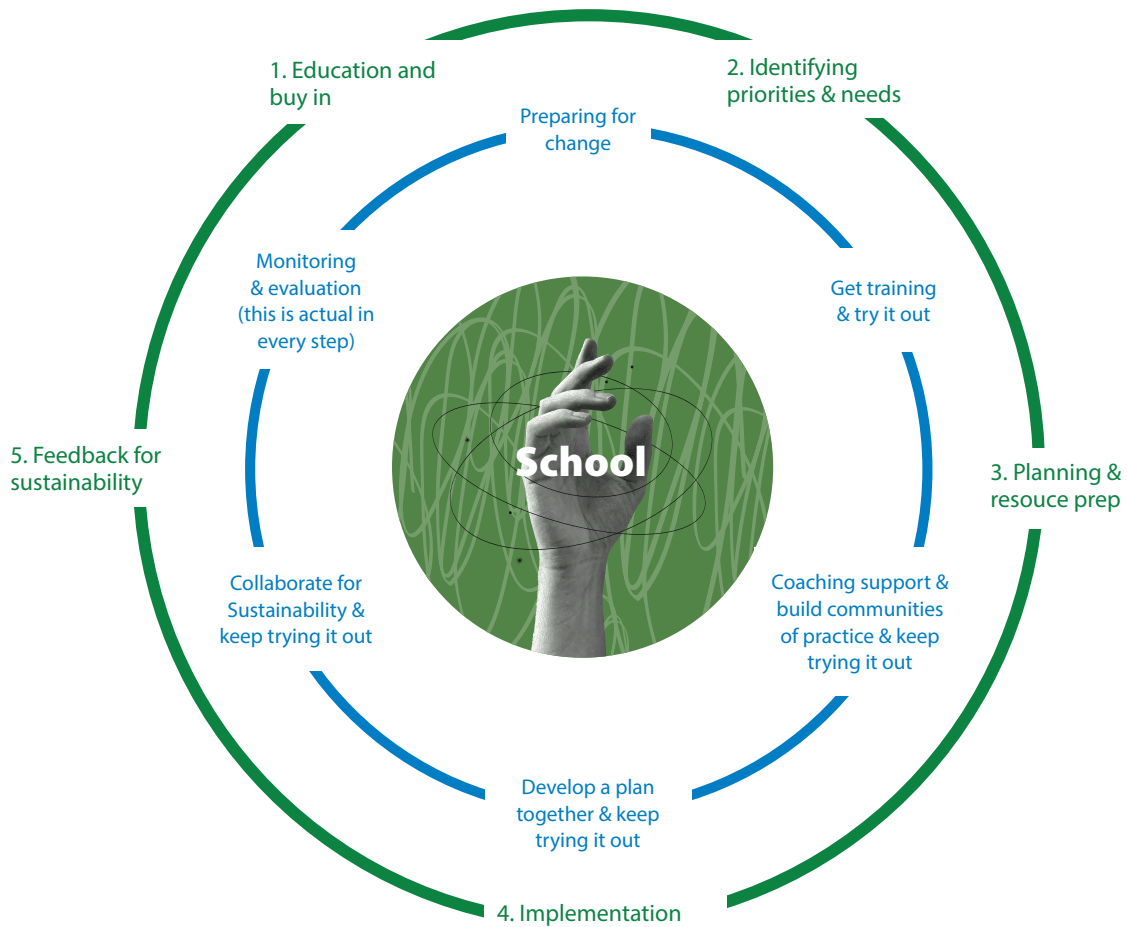 1. Education and
buy in
2. Identifying
priorities & needs
3. Planning &
resouce prep
4. Implementation
5. Feedback for
sustainability
Preparing for
change
Get training
& try it out
Coaching support &
build communities
of practice & keep
trying it out
Develop a plan
together & keep
trying it out
Collaborate for
Sustainability &
keep trying it out
Monitoring
& evaluation
(this is actual in
every step)
School